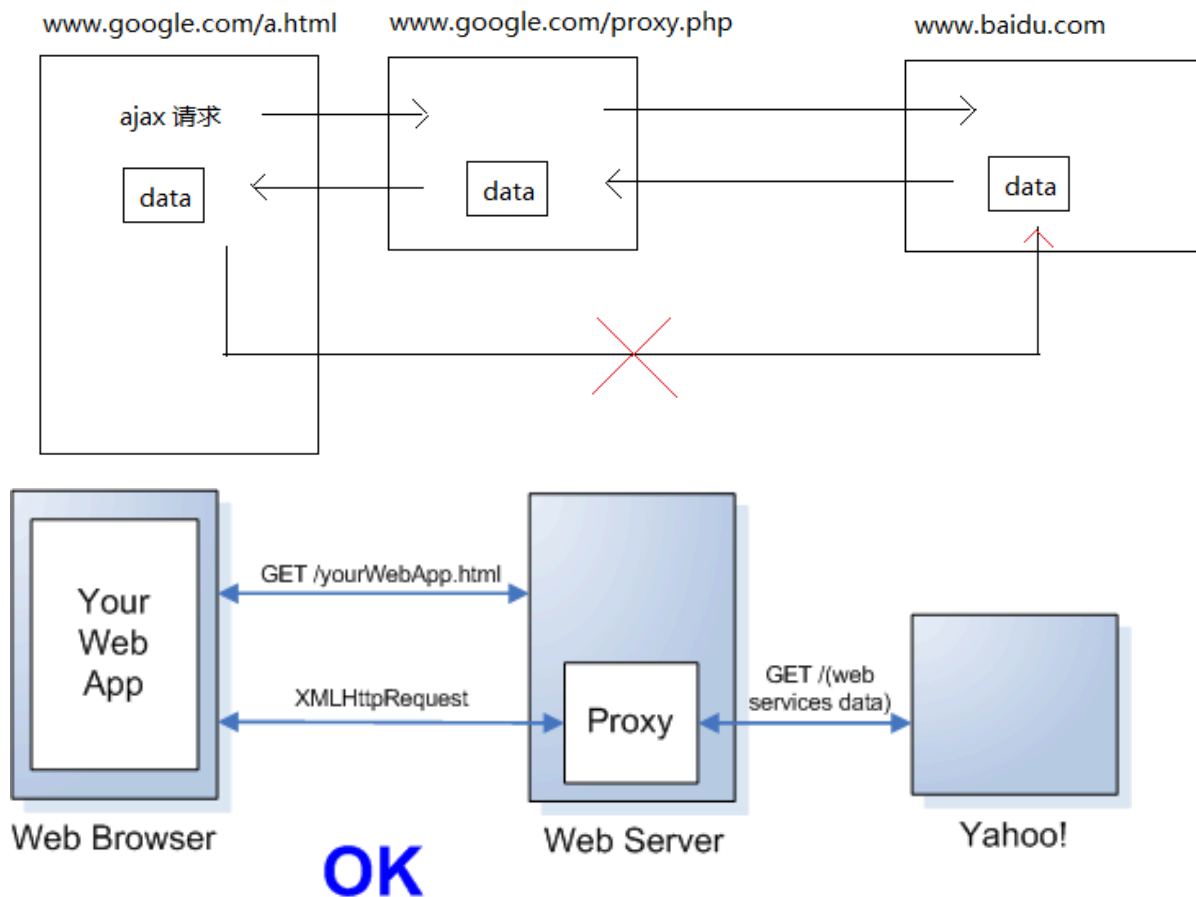 www.google.com/a.html
www.google.com/proxy.php
www.baidu.com
ajax 请求
data
data
data
Your
Web
App
GET /yourWebApp.html
XMLHttpRequest
Proxy
GET /(web
services data)
Web Browser
Web Server
Yahoo!
OK